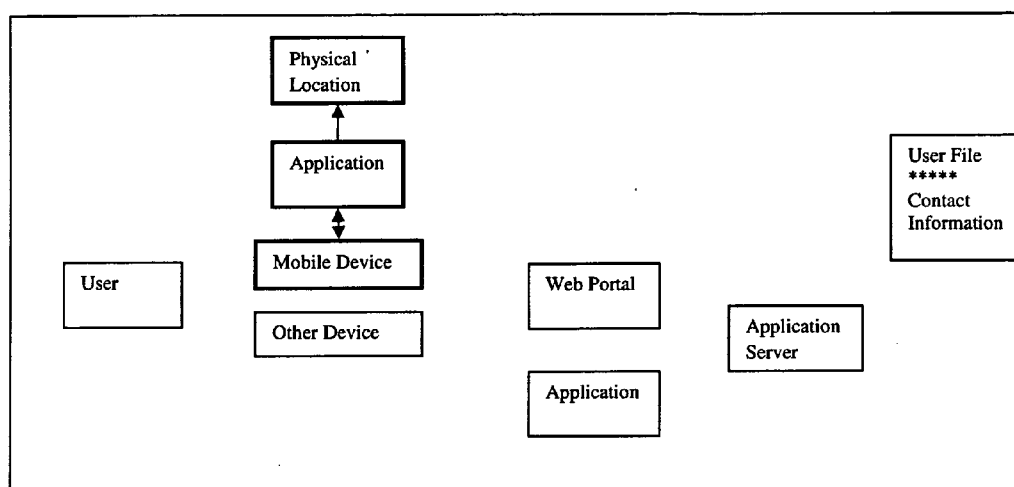 Physical
Location
Application
User File
*****
Contact
Information
Mobile Device
User
Web Portal
Other Device
Application
Server
Application